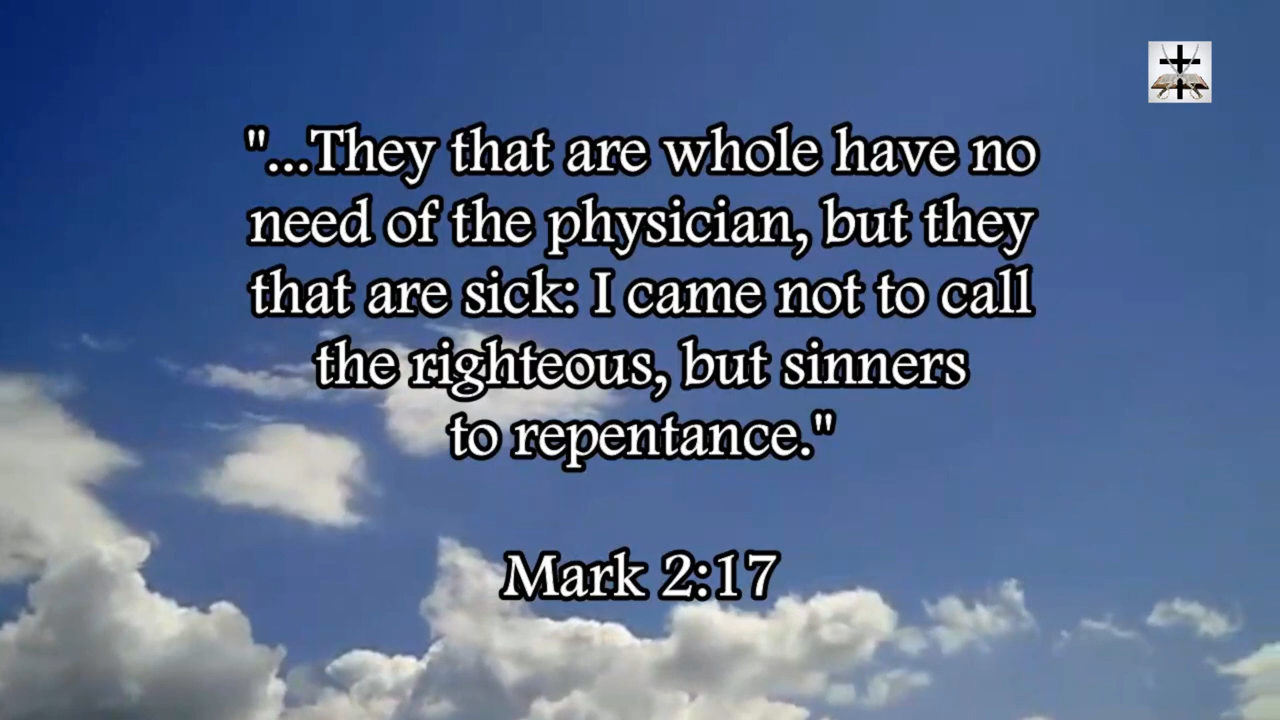 "...They that are whole have no
need of the physician, but they
that are sick: I came not to call
the righteous, but sinners
to repentance."
Mark 2:17